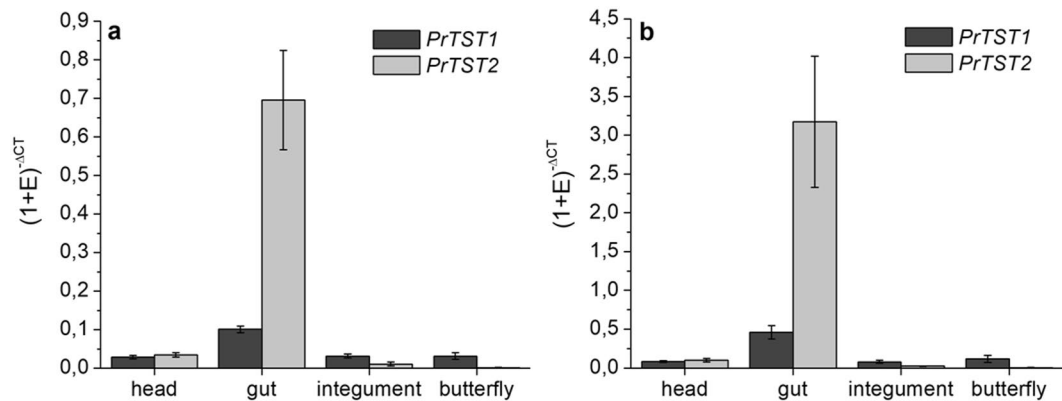 a
PrTST1
PrTST2
(1+E)^-ΔCT
0,9
0,8
0,7
0,6
0,5
0,4
0,3
0,2
0,1
0,0
head
gut
integument
butterfly
b
PrTST1
PrTST2
(1+E)^-ΔCT
4,5
4,0
3,5
3,0
2,5
2,0
1,5
1,0
0,5
0,0
head
gut
integument
butterfly